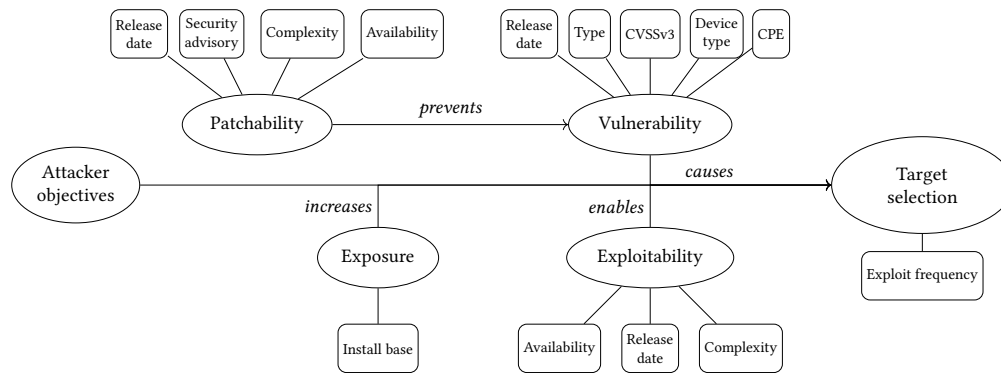 Release
date
Security
advisory
Complexity
Availability
Release
date
Type
CVSSv3
Device
type
CPE
Patchability
prevents
Vulnerability
Attacker
objectives
causes
Target
selection
increases
enables
Exposure
Exploitability
Exploit frequency
Install base
Availability
Release
date
Complexity